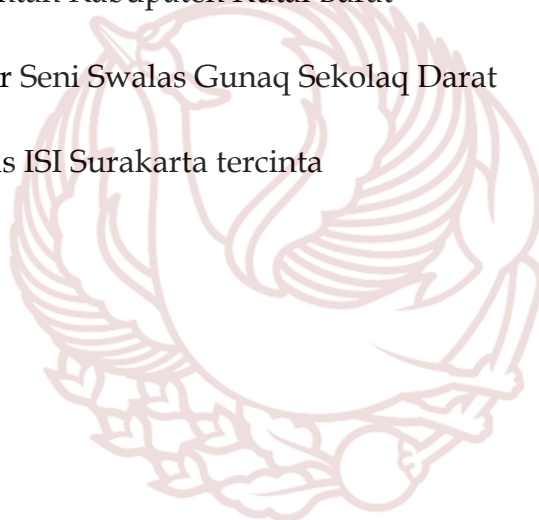 Kabupaten Kutai Barat
r Seni Swalas Gunaq Sekolaq Darat
s ISI Surakarta tercinta